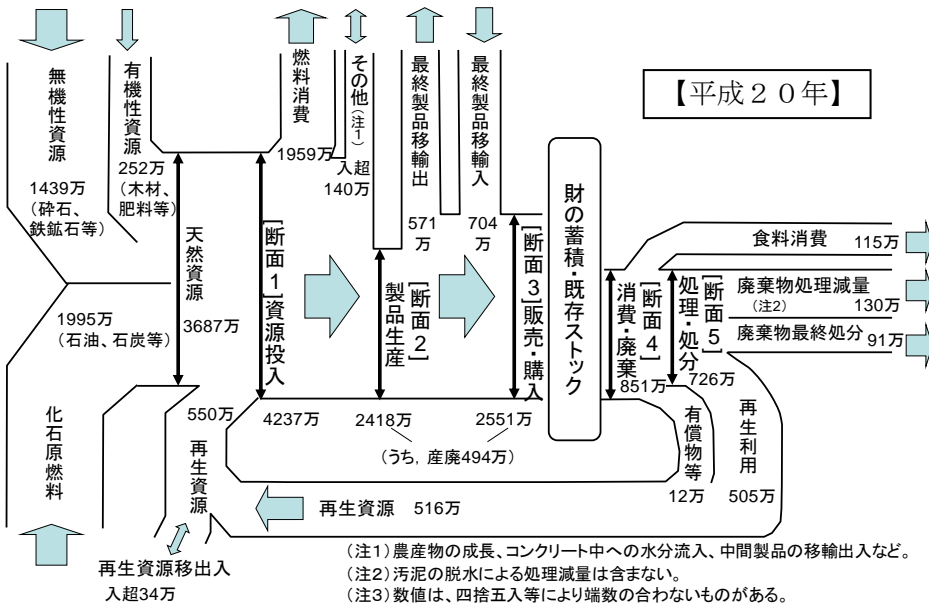 【平成２０年】
無機性資源
1439万
(砕石、
鉄鉱石等)
有機性資源
252万
(木材、
肥料等)
1995万
(石油、石炭等)
化石原燃料
天然資源
3687万
550万
再生資源
再生資源移出入
入超34万
[断面1]資源投入
4237万
燃料消費
1959万
その他(注1)
入超
140万
[断面2]
製品生産
2418万
最終製品移輸出
571
万
最終製品移輸入
704
万
[断面3]販売・購入
2551万
(うち，産廃494万)
財の蓄積・既存ストック
[断面4]
消費・廃棄
851万
[断面5]
処理・処分
726万
食料消費 115万
廃棄物処理減量
(注2)
130万
廃棄物最終処分 91万
有償物等
12万
再生利用
505万
再生資源 516万
(注1)農産物の成長、コンクリート中への水分流入、中間製品の移輸出入など。
(注2)汚泥の脱水による処理減量は含まない。
(注3)数値は、四捨五入等により端数の合わないものがある。